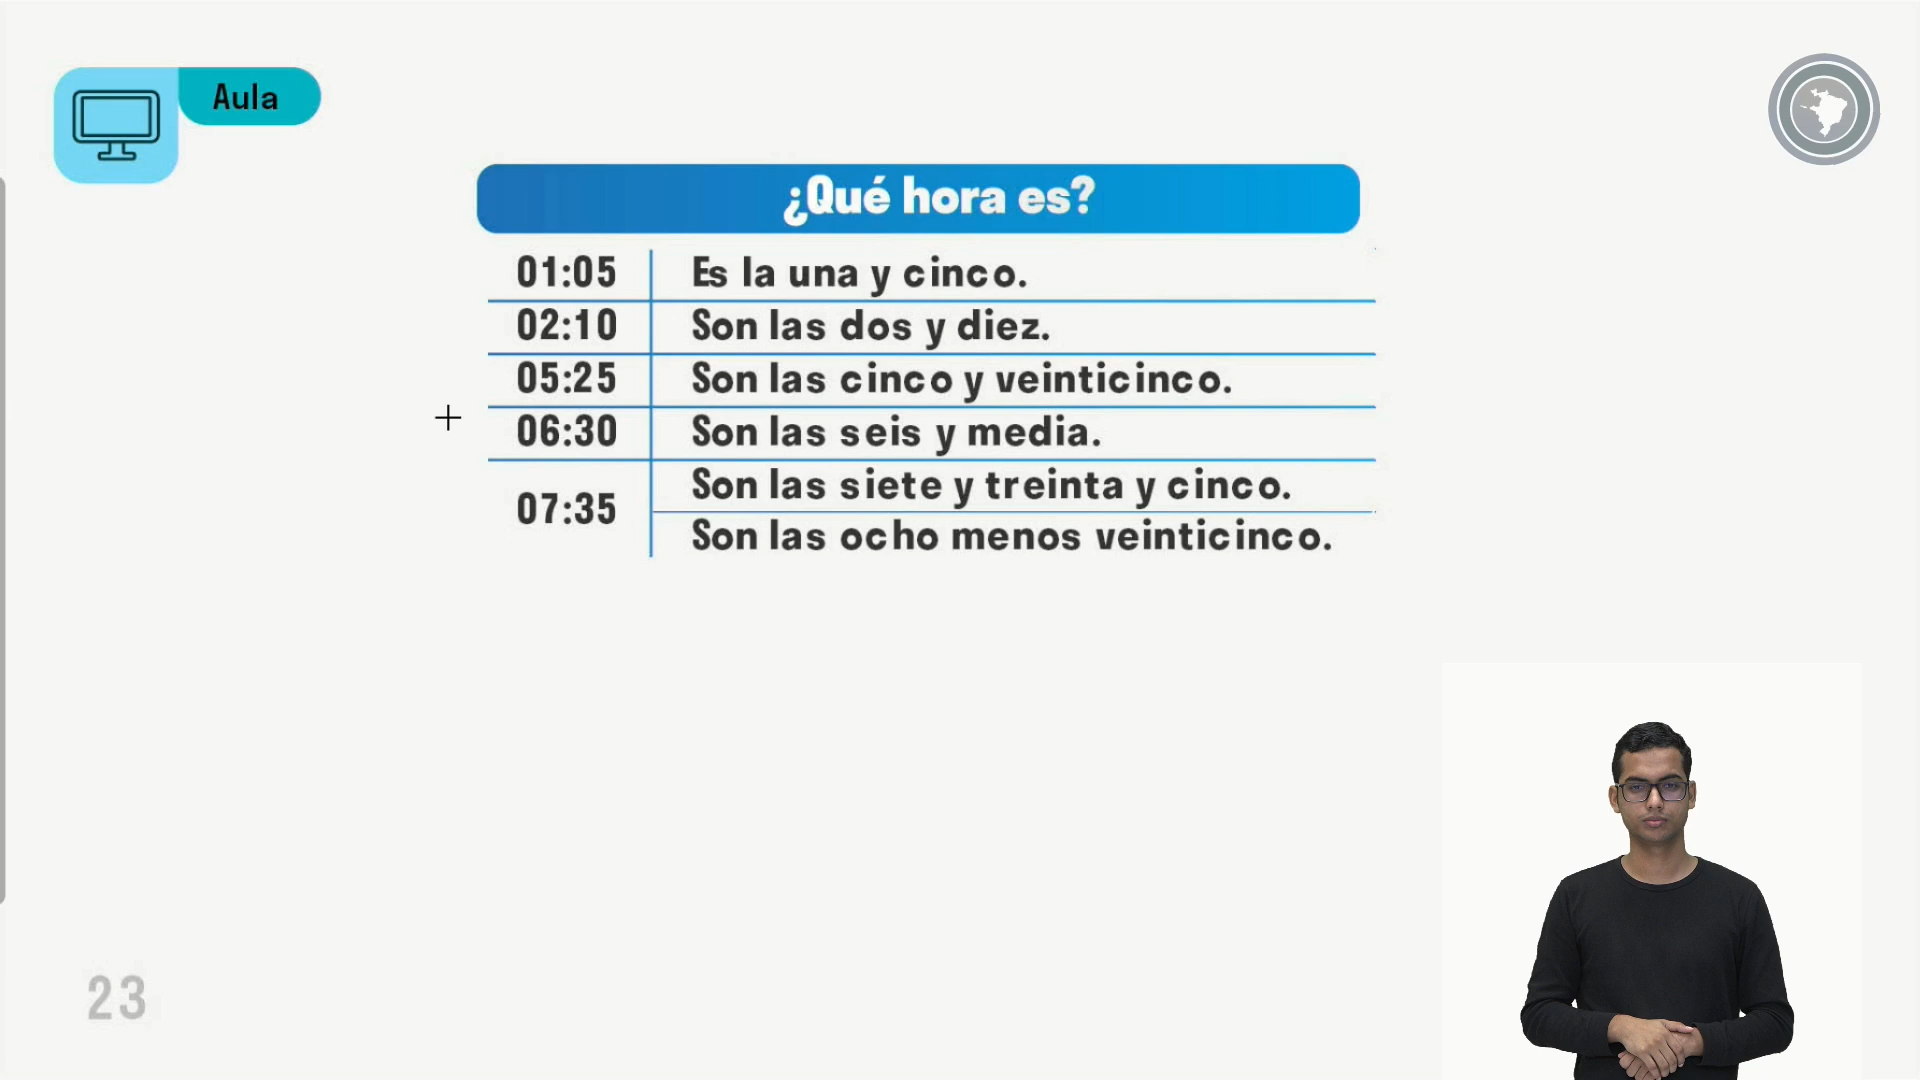 Aula
¿Qué hora es?
01:05 Es la una y cinco.
02:10 Son las dos y diez.
05:25 Son las cinco y veinticinco.
06:30 Son las seis y media.
07:35 Son las siete y treinta y cinco.
Son las ocho menos veinticinco.
23